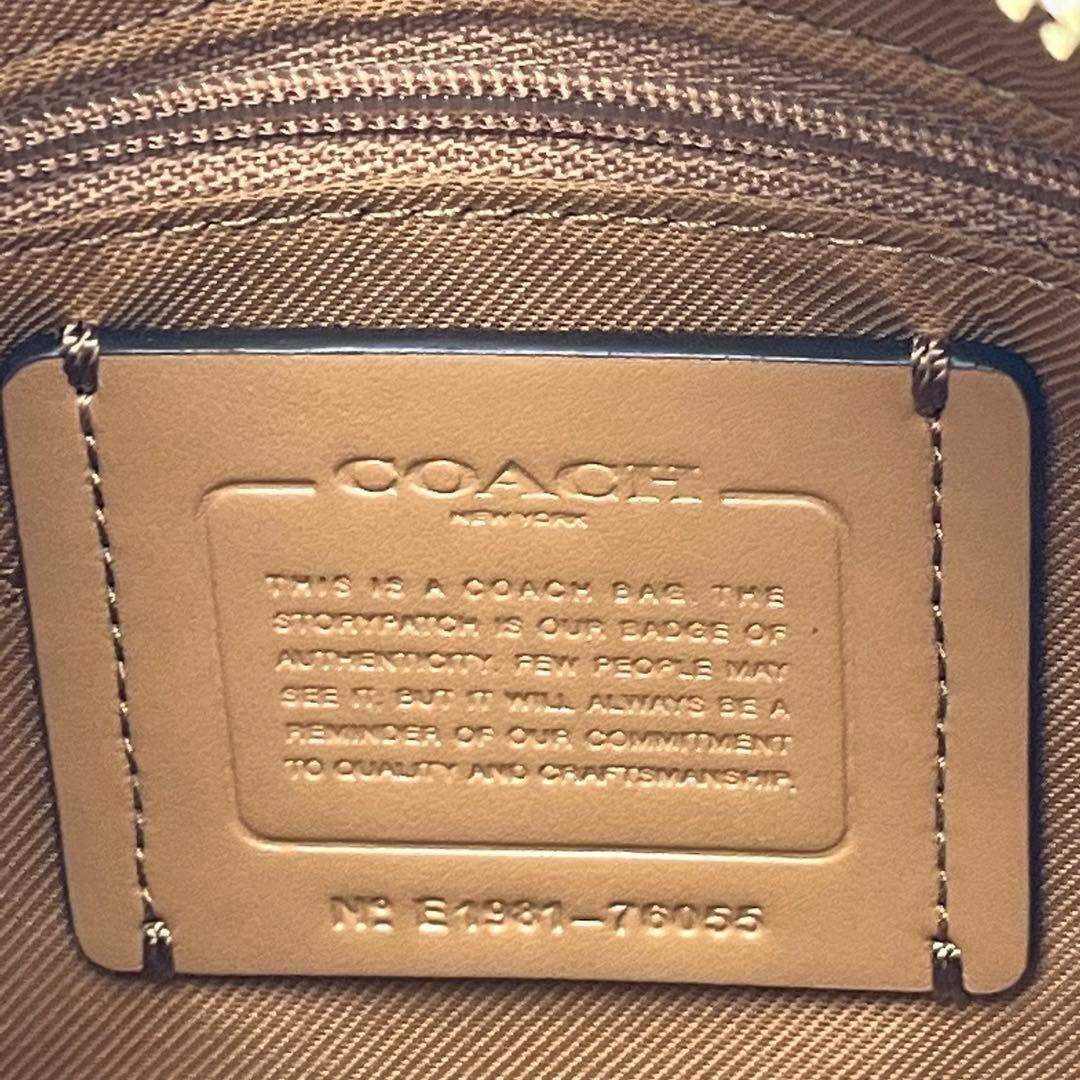 COACH
NEW YORK
THIS IS A COACH BAG. THE
STORYPATCH IS OUR BADGE OF
AUTHENTICITY. FEW PEOPLE MAY
SEE IT. BUT IT WILL ALWAYS BE A
REMINDER OF OUR COMMITMENT
TO QUALITY AND CRAFTSMANSHIP.
Nº E1981-76055